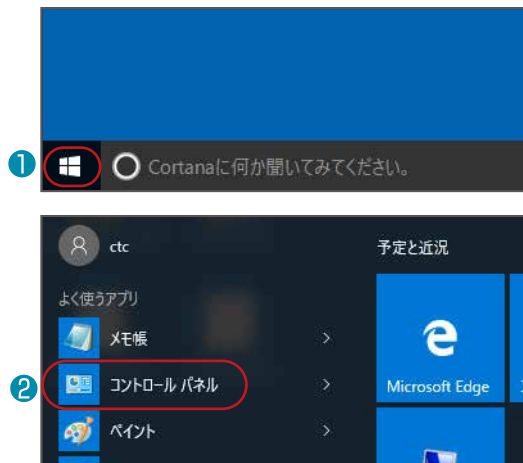 1
Cortanaに何か聞いてみてください。
ctc
予定と近況
よく使うアプリ
メモ帳
2
コントロール パネル
Microsoft Edge
ペイント